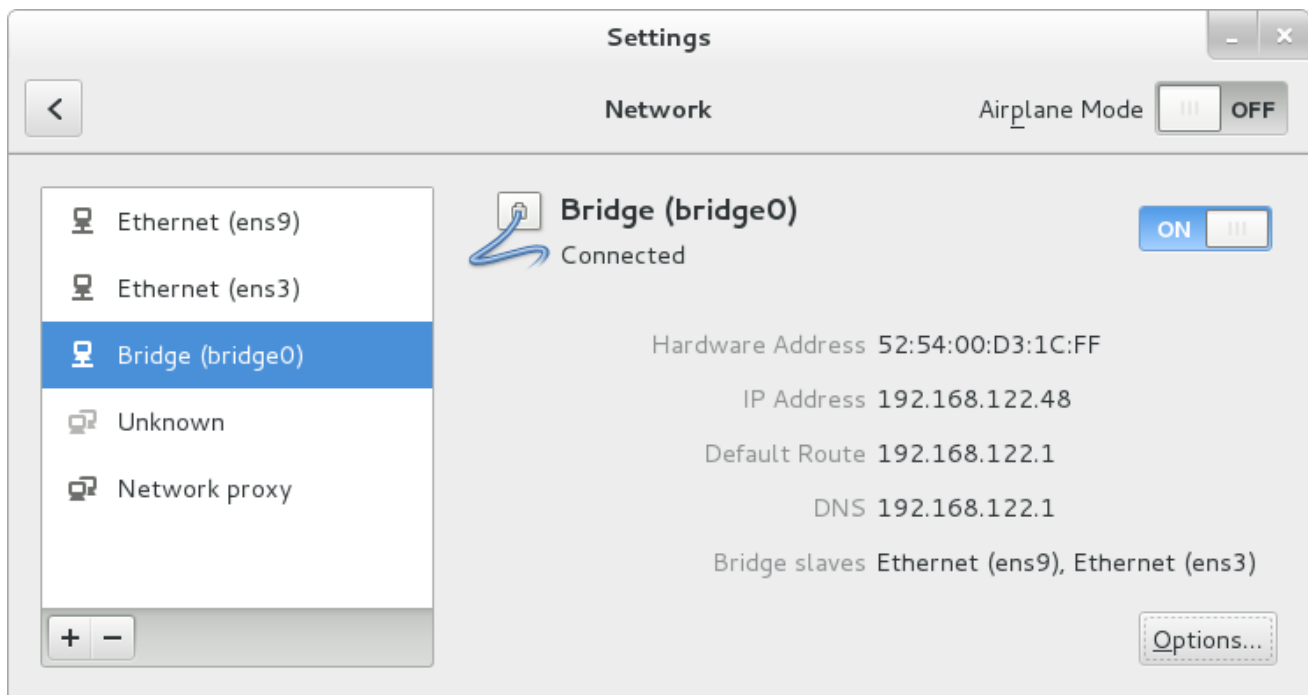 Settings
Network
Airplane Mode
OFF
Ethernet (ens9)
Ethernet (ens3)
Bridge (bridge0)
Unknown
Network proxy
Bridge (bridge0)
Connected
ON
Hardware Address 52:54:00:D3:1C:FF
IP Address 192.168.122.48
Default Route 192.168.122.1
DNS 192.168.122.1
Bridge slaves Ethernet (ens9), Ethernet (ens3)
Options...